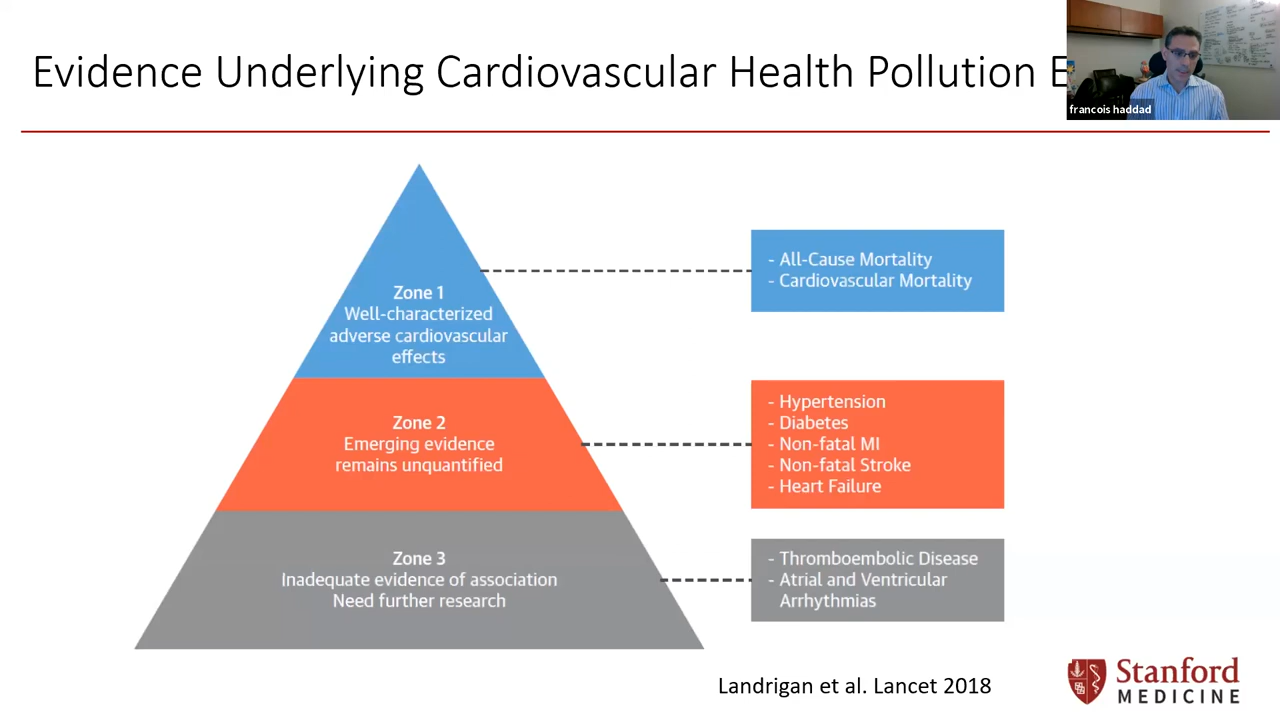 Evidence Underlying Cardiovascular Health Pollution E
francois haddad
Zone 1
Well-characterized
adverse cardiovascular
effects
- All-Cause Mortality
- Cardiovascular Mortality
Zone 2
Emerging evidence
remains unquantified
- Hypertension
- Diabetes
- Non-fatal MI
- Non-fatal Stroke
- Heart Failure
Zone 3
Inadequate evidence of association
Need further research
- Thromboembolic Disease
- Atrial and Ventricular
Arrhythmias
Landrigan et al. Lancet 2018
Stanford
MEDICINE